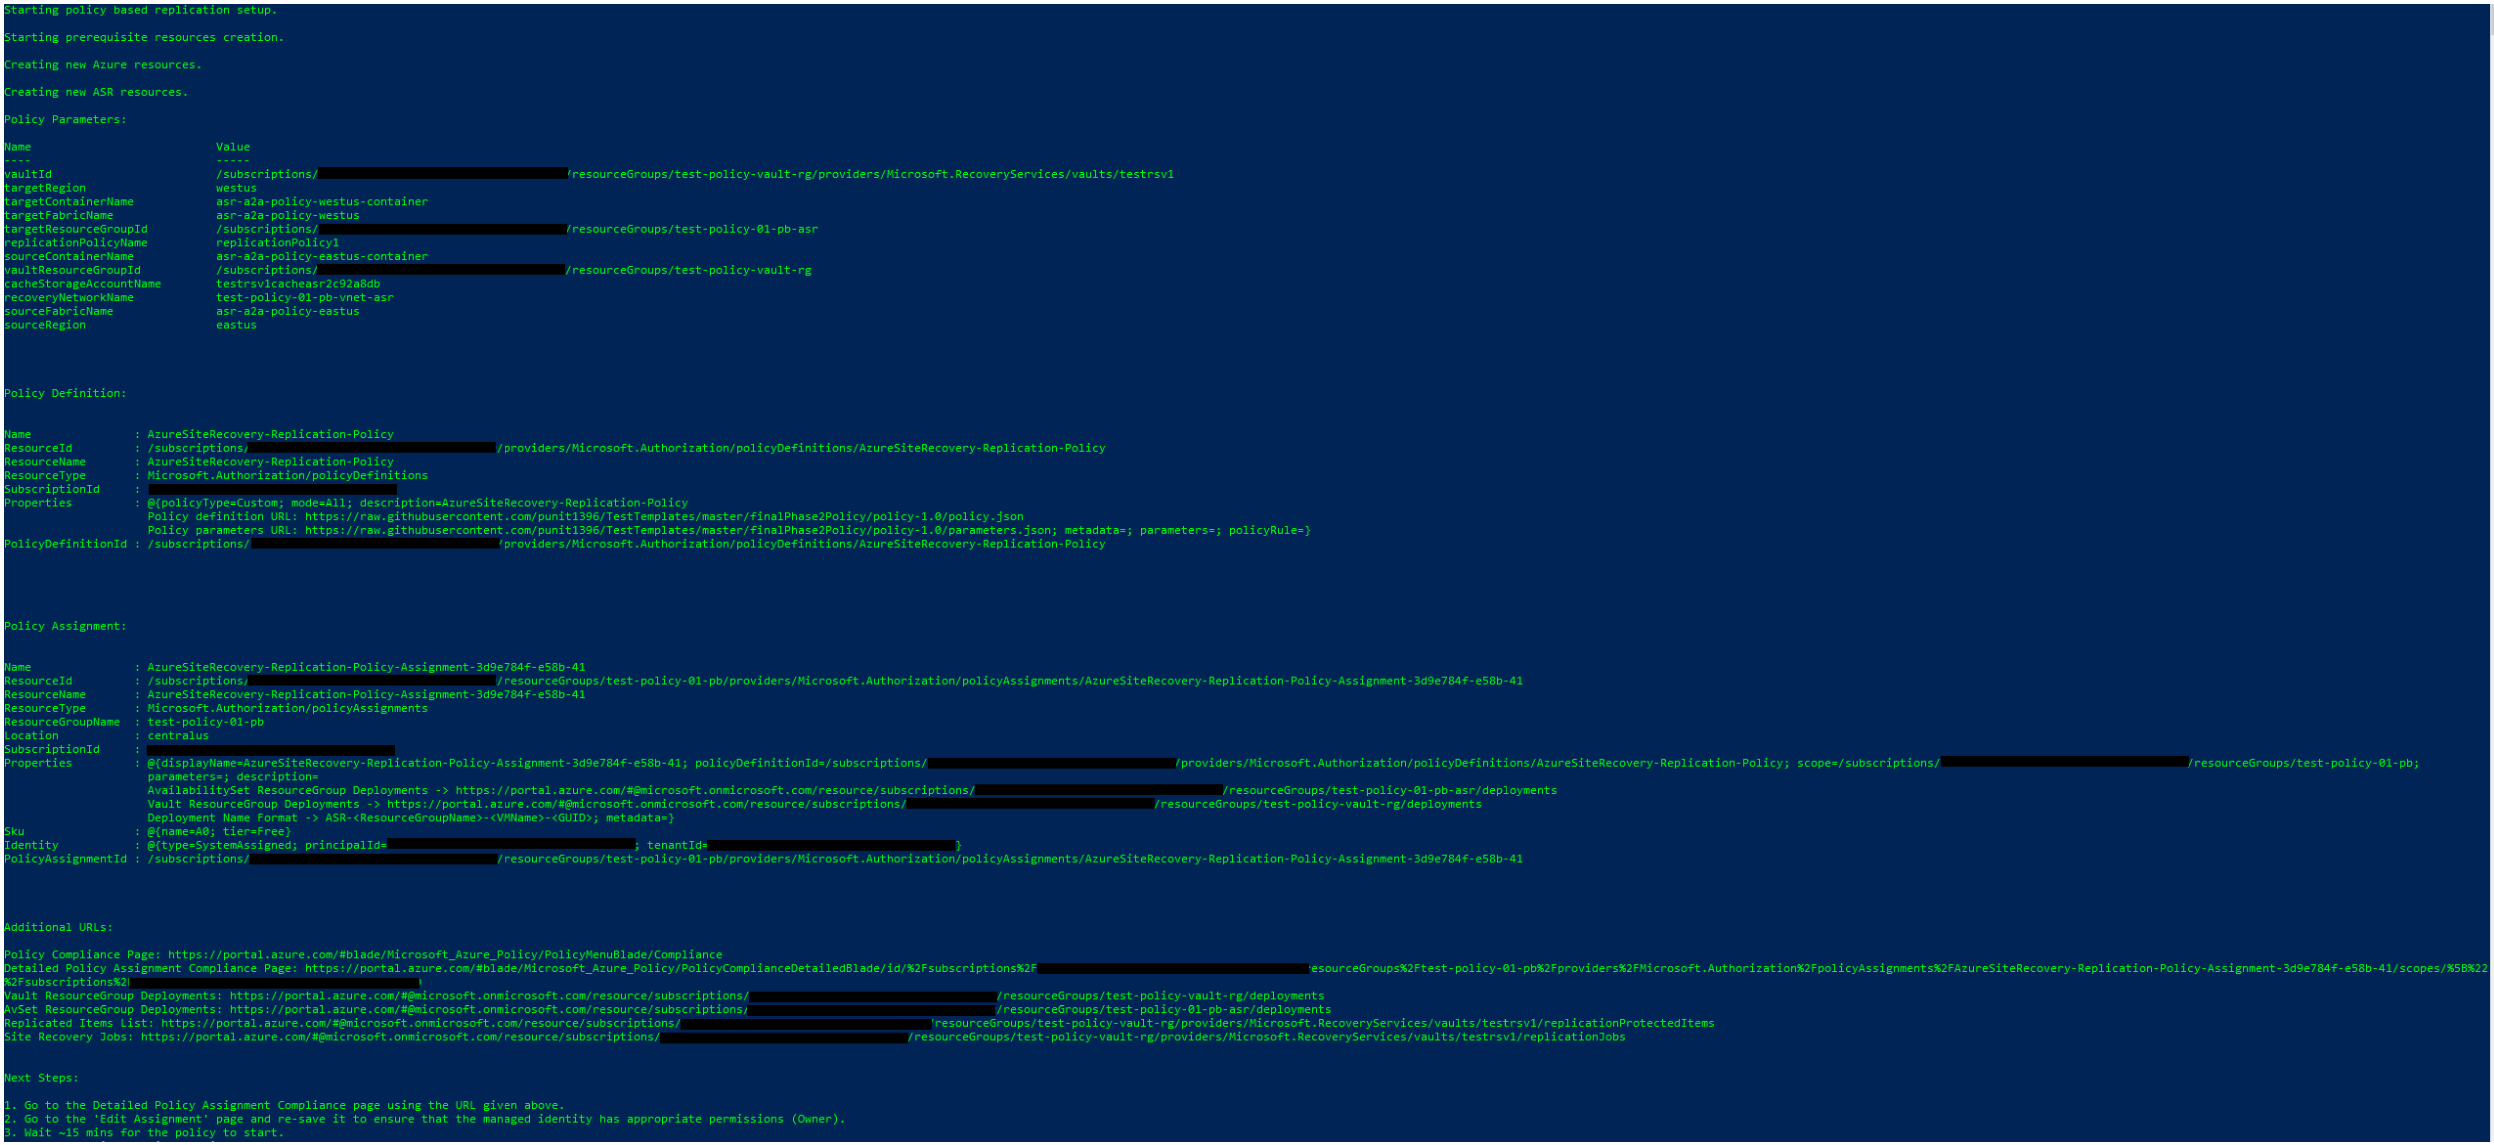 Starting policy based replication setup.
Starting prerequisite resources creation.
Creating new Azure resources.
Creating new ASR resources.
Policy Parameters:
Name Value
---- -----
vaultId /subscriptions/ /resourceGroups/test-policy-vault-rg/providers/Microsoft.RecoveryServices/vaults/testrsv1
targetRegion westus
targetContainerName asr-a2a-policy-westus-container
targetFabricName asr-a2a-policy-westus
targetResourceGroupId /subscriptions/ /resourceGroups/test-policy-01-pb-asr
replicationPolicyName replicationPolicy1
sourceContainerName asr-a2a-policy-eastus-container
vaultResourceGroupId /subscriptions/ /resourceGroups/test-policy-vault-rg
cacheStorageAccountName testrsv1cacheasr2c92a8db
recoveryNetworkName test-policy-01-pb-vnet-asr
sourceFabricName asr-a2a-policy-eastus
sourceRegion eastus
Policy Definition:
Name : AzureSiteRecovery-Replication-Policy
ResourceId : /subscriptions/ /providers/Microsoft.Authorization/policyDefinitions/AzureSiteRecovery-Replication-Policy
ResourceName : AzureSiteRecovery-Replication-Policy
ResourceType : Microsoft.Authorization/policyDefinitions
SubscriptionId :
Properties : @{policyType=Custom; mode=All; description=AzureSiteRecovery-Replication-Policy
Policy definition URL: https://raw.githubusercontent.com/punit1396/TestTemplates/master/finalPhase2Policy/policy-1.0/policy.json
Policy parameters URL: https://raw.githubusercontent.com/punit1396/TestTemplates/master/finalPhase2Policy/policy-1.0/parameters.json; metadata=; parameters=; policyRule=}
PolicyDefinitionId : /subscriptions/ /providers/Microsoft.Authorization/policyDefinitions/AzureSiteRecovery-Replication-Policy
Policy Assignment:
Name : AzureSiteRecovery-Replication-Policy-Assignment-3d9e784f-e58b-41
ResourceId : /subscriptions/ /resourceGroups/test-policy-01-pb/providers/Microsoft.Authorization/policyAssignments/AzureSiteRecovery-Replication-Policy-Assignment-3d9e784f-e58b-41
ResourceName : AzureSiteRecovery-Replication-Policy-Assignment-3d9e784f-e58b-41
ResourceType : Microsoft.Authorization/policyAssignments
ResourceGroupName : test-policy-01-pb
Location : centralus
SubscriptionId :
Properties : @{displayName=AzureSiteRecovery-Replication-Policy-Assignment-3d9e784f-e58b-41; policyDefinitionId=/subscriptions/ /providers/Microsoft.Authorization/policyDefinitions/AzureSiteRecovery-Replication-Policy; scope=/subscriptions/ /resourceGroups/test-policy-01-pb;
parameters=; description=
AvailabilitySet ResourceGroup Deployments -> https://portal.azure.com/#@microsoft.onmicrosoft.com/resource/subscriptions/ /resourceGroups/test-policy-01-pb-asr/deployments
Vault ResourceGroup Deployments -> https://portal.azure.com/#@microsoft.onmicrosoft.com/resource/subscriptions/ /resourceGroups/test-policy-vault-rg/deployments
Deployment Name Format -> ASR-<ResourceGroupName>-<VMName>-<GUID>; metadata=}
Sku : @{name=A0; tier=Free}
Identity : @{type=SystemAssigned; principalId= ; tenantId= }
PolicyAssignmentId : /subscriptions/ /resourceGroups/test-policy-01-pb/providers/Microsoft.Authorization/policyAssignments/AzureSiteRecovery-Replication-Policy-Assignment-3d9e784f-e58b-41
Additional URLs:
Policy Compliance Page: https://portal.azure.com/#blade/Microsoft_Azure_Policy/PolicyMenuBlade/Compliance
Detailed Policy Assignment Compliance Page: https://portal.azure.com/#blade/Microsoft_Azure_Policy/PolicyComplianceDetailedBlade/id/%2Fsubscriptions%2F esourceGroups%2Ftest-policy-01-pb%2Fproviders%2FMicrosoft.Authorization%2FpolicyAssignments%2FAzureSiteRecovery-Replication-Policy-Assignment-3d9e784f-e58b-41/scopes/%5B%22
%2Fsubscriptions%2
Vault ResourceGroup Deployments: https://portal.azure.com/#@microsoft.onmicrosoft.com/resource/subscriptions/ /resourceGroups/test-policy-vault-rg/deployments
AvSet ResourceGroup Deployments: https://portal.azure.com/#@microsoft.onmicrosoft.com/resource/subscriptions/ /resourceGroups/test-policy-01-pb-asr/deployments
Replicated Items List: https://portal.azure.com/#@microsoft.onmicrosoft.com/resource/subscriptions/ resourceGroups/test-policy-vault-rg/providers/Microsoft.RecoveryServices/vaults/testrsv1/replicationProtectedItems
Site Recovery Jobs: https://portal.azure.com/#@microsoft.onmicrosoft.com/resource/subscriptions/ /resourceGroups/test-policy-vault-rg/providers/Microsoft.RecoveryServices/vaults/testrsv1/replicationJobs
Next Steps:
1. Go to the Detailed Policy Assignment Compliance page using the URL given above.
2. Go to the 'Edit Assignment' page and re-save it to ensure that the managed identity has appropriate permissions (Owner).
3. Wait ~15 mins for the policy to start.